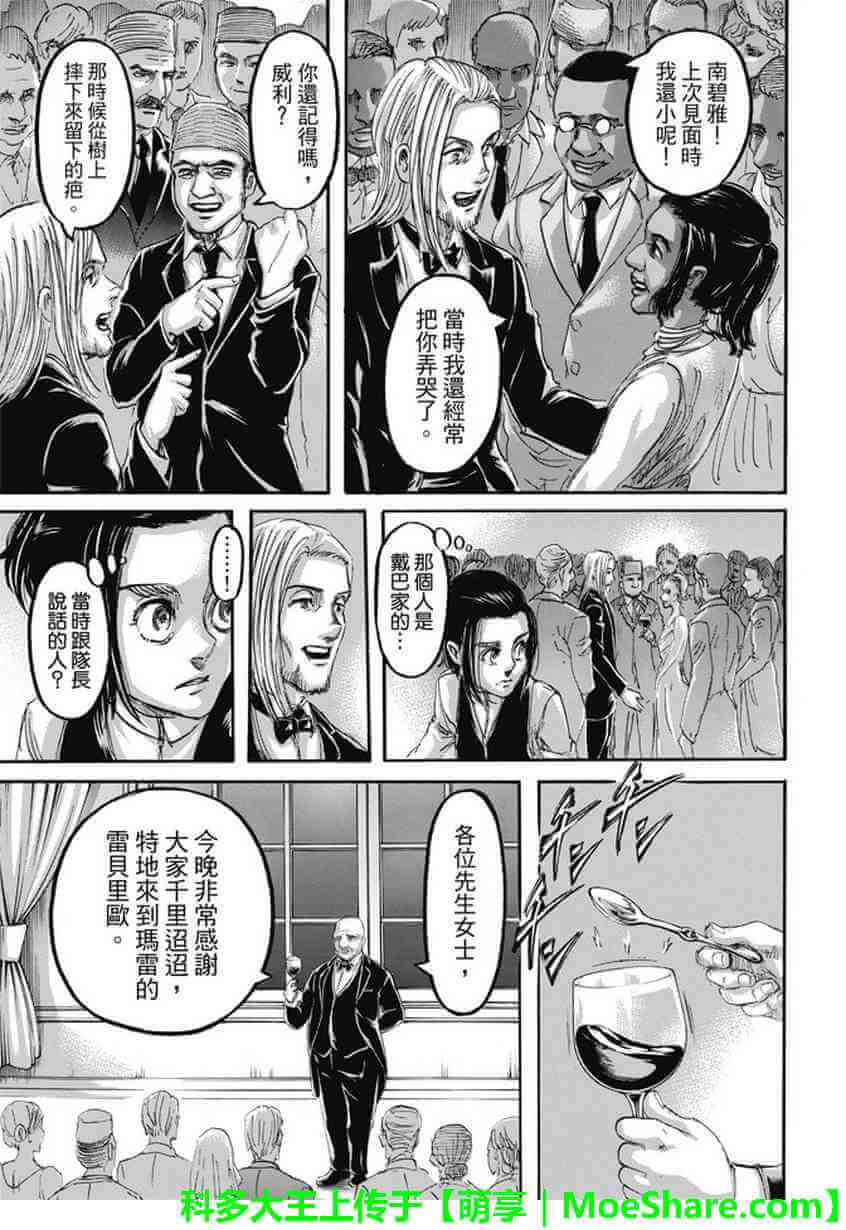 南碧雅！
上次見面時
我還小呢！
當時我還經常
把你弄哭了。
你還記得嗎，
威利？
那時候從樹上
摔下來留下的疤。
那個人是
戴巴家的…
……！
當時跟隊長
說話的人？
各位先生女士，
今晚非常感謝
大家千里迢迢，
特地來到瑪雷的
雷貝里歐。
科多大王上传于【萌享｜MoeShare.com】